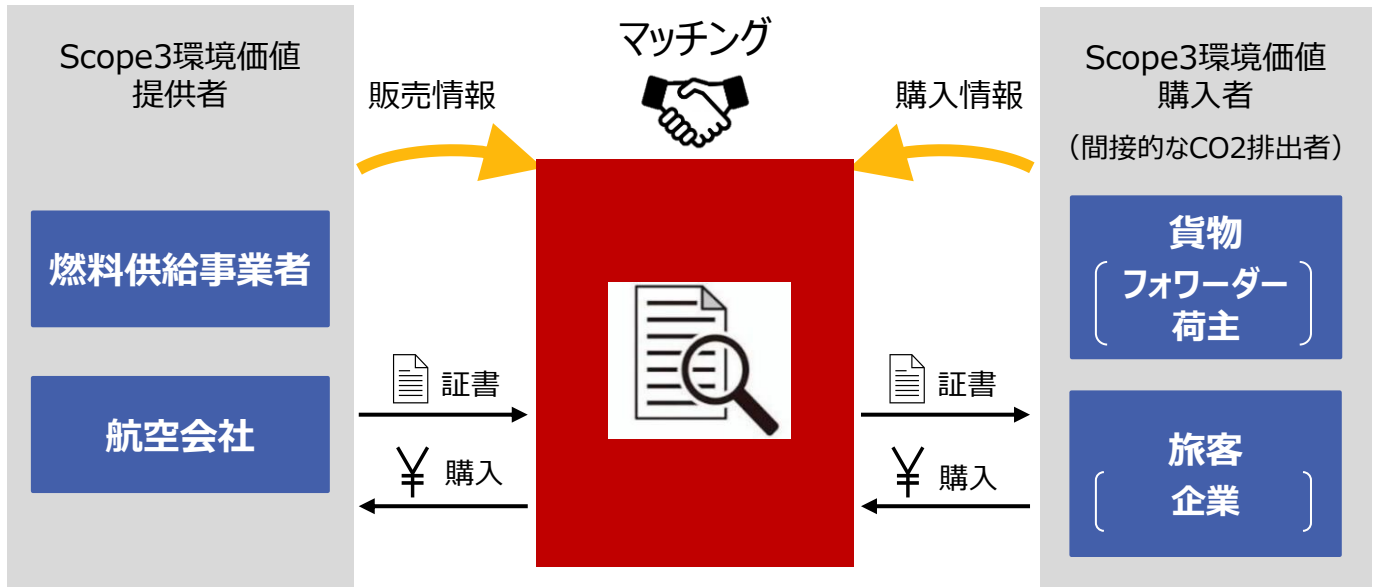 Scope3環境価値
提供者
燃料供給事業者
航空会社
販売情報
証書
¥ 購入
マッチング
購入情報
証書
¥ 購入
Scope3環境価値
購入者
（間接的なCO2排出者）
貨物
フォワーダー
荷主
旅客
企業